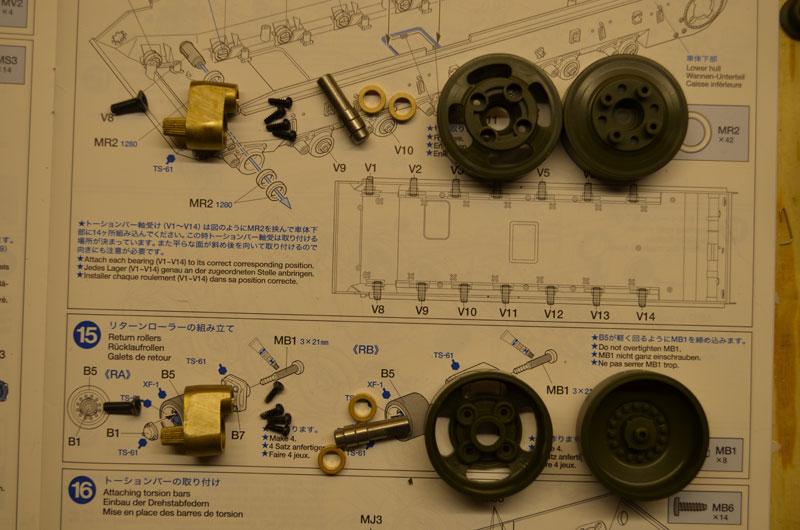 MV2
×4
MS3
×14
V8
MR2 1280
TS-61
MR2 1280
V9
V10
V1
V2
V5
車体下部
Lower hull
Wannen-Unterteil
Caisse inférieure
MR2
×42
★トーションバー軸受け (V1~V14) は図のようにMR2を挟んで車体下
部に14ヶ所組み込んでください。この時トーションバー軸受は取り付ける
場所が決まっています。また平らな面が斜め後を向いて取り付けるので
向きにも注意が必要です。
★Attach each bearing (V1~V14) to its correct corresponding position.
★Jedes Lager (V1~V14) genau an der zugeordneten Stelle anbringen.
★Installer chaque roulement (V1~V14) dans sa position correcte.
V8
V9
V10
V11
V12
V13
V14
15
リターンローラーの組み立て
Return rollers
Rücklaufrollen
Galets de retour
TS-61
MB1 3×21㎜
《RB》
TS-61
★B5が軽く回るようにMB1を締め込みます。
★Do not overtighten MB1.
★MB1 nicht ganz einschrauben.
★Ne pas serrer MB1 trop.
B5
《RA》
B5
XF-1
XF-1
B5
MB1
B1
B1
TS-61
B7
★Make 4.
★4 Satz anfertigen
★Faire 4 jeux.
MB1
×8
16
トーションバーの取り付け
Attaching torsion bars
Einbau der Drehstabfedern
Mise en place des barres de torsion
MJ3
MB6
×14